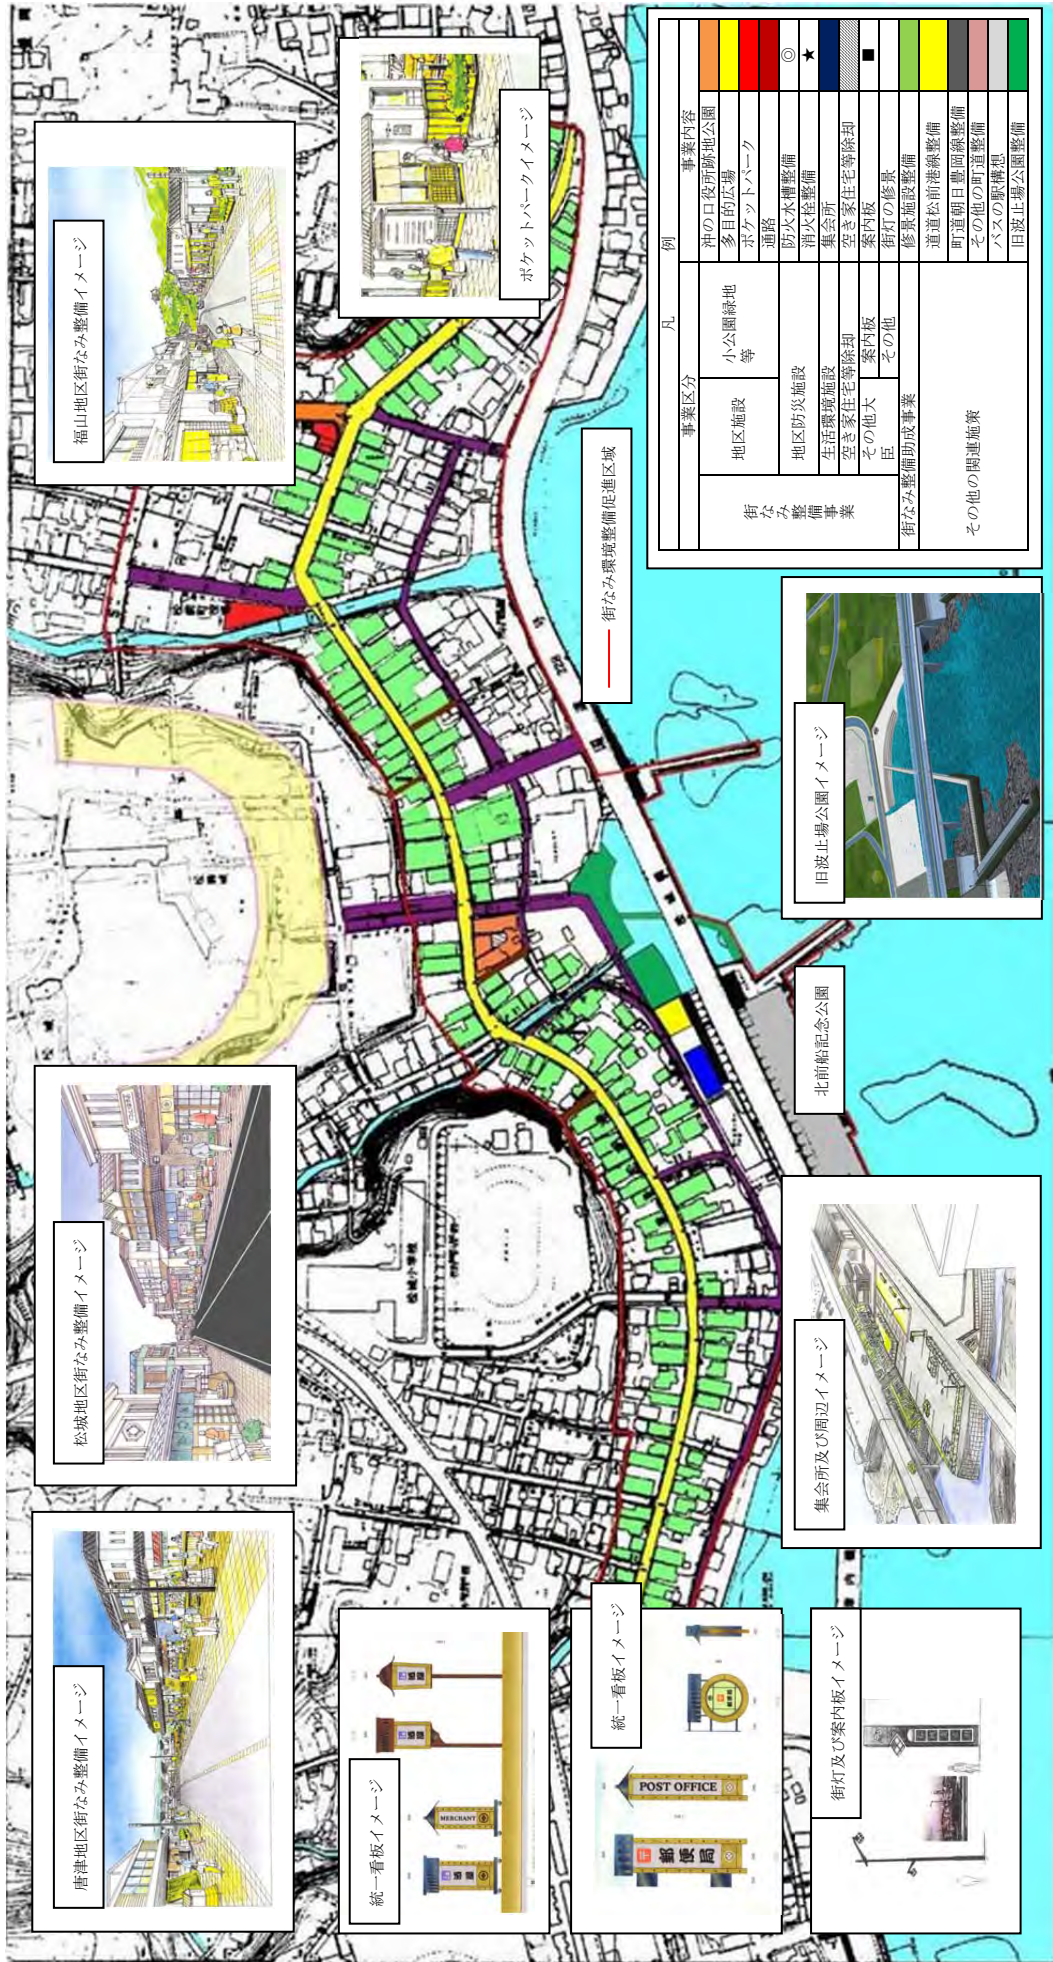 唐津地区街なみ整備イメージ
松城地区街なみ整備イメージ
福山地区街なみ整備イメージ
ポケットパークイメージ
統一看板イメージ
MERCHANT
統一看板イメージ
郵便局
POST OFFICE
街灯及び案内板イメージ
集会所及び周辺イメージ
北前船記念公園
旧波止場公園イメージ
街なみ環境整備促進区域
松城小学校
凡 例
事業区分 事業内容
街なみ整備事業
地区施設 小公園緑地等 沖の口役所跡地公園
多目的広場
ポケットパーク
通路
地区防災施設 防火水槽整備 ◎
消火栓整備 ★
生活環境施設 集会所
空き家住宅等除却 空き家住宅等除却
その他大臣 案内板 案内板 ■
その他 街灯の修景
街なみ整備助成事業 修景施設整備
その他の関連施策 道道松前港線整備
町道朝日豊岡線整備
その他の町道整備
バスの駅構想
旧波止場公園整備